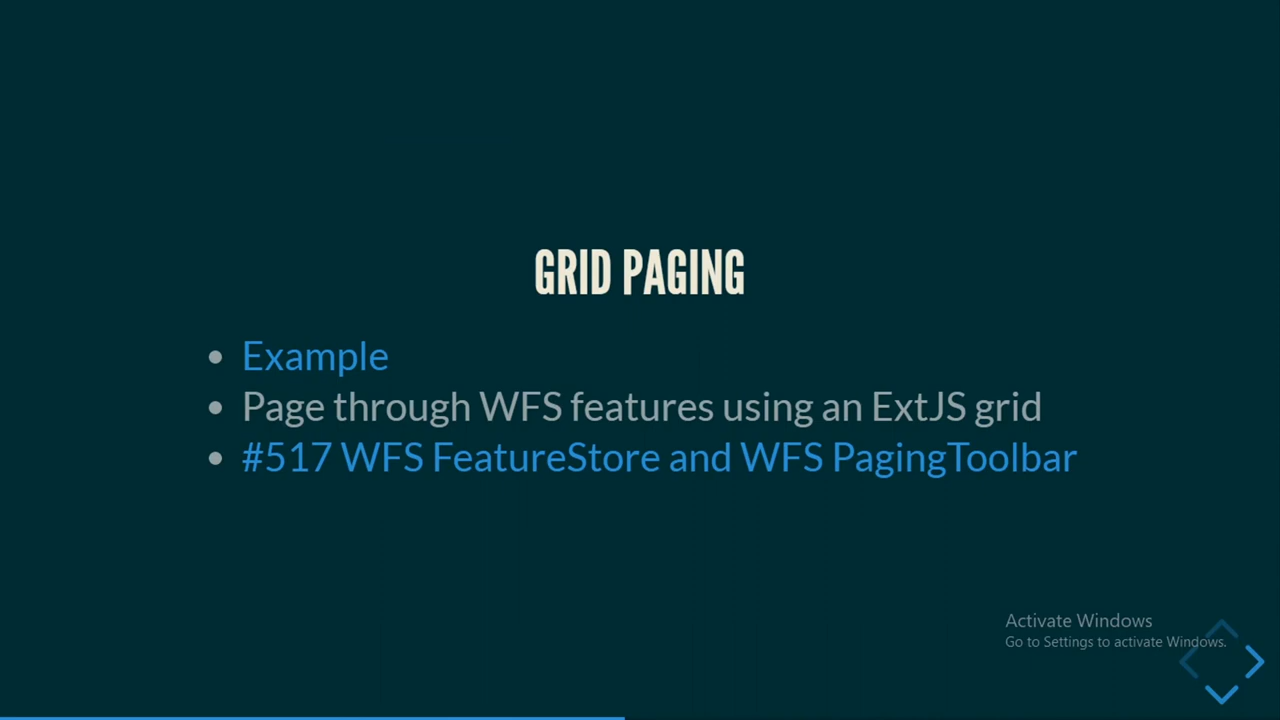 GRID PAGING
Example
Page through WFS features using an ExtJS grid
#517 WFS FeatureStore and WFS PagingToolbar
Activate Windows
Go to Settings to activate Windows.